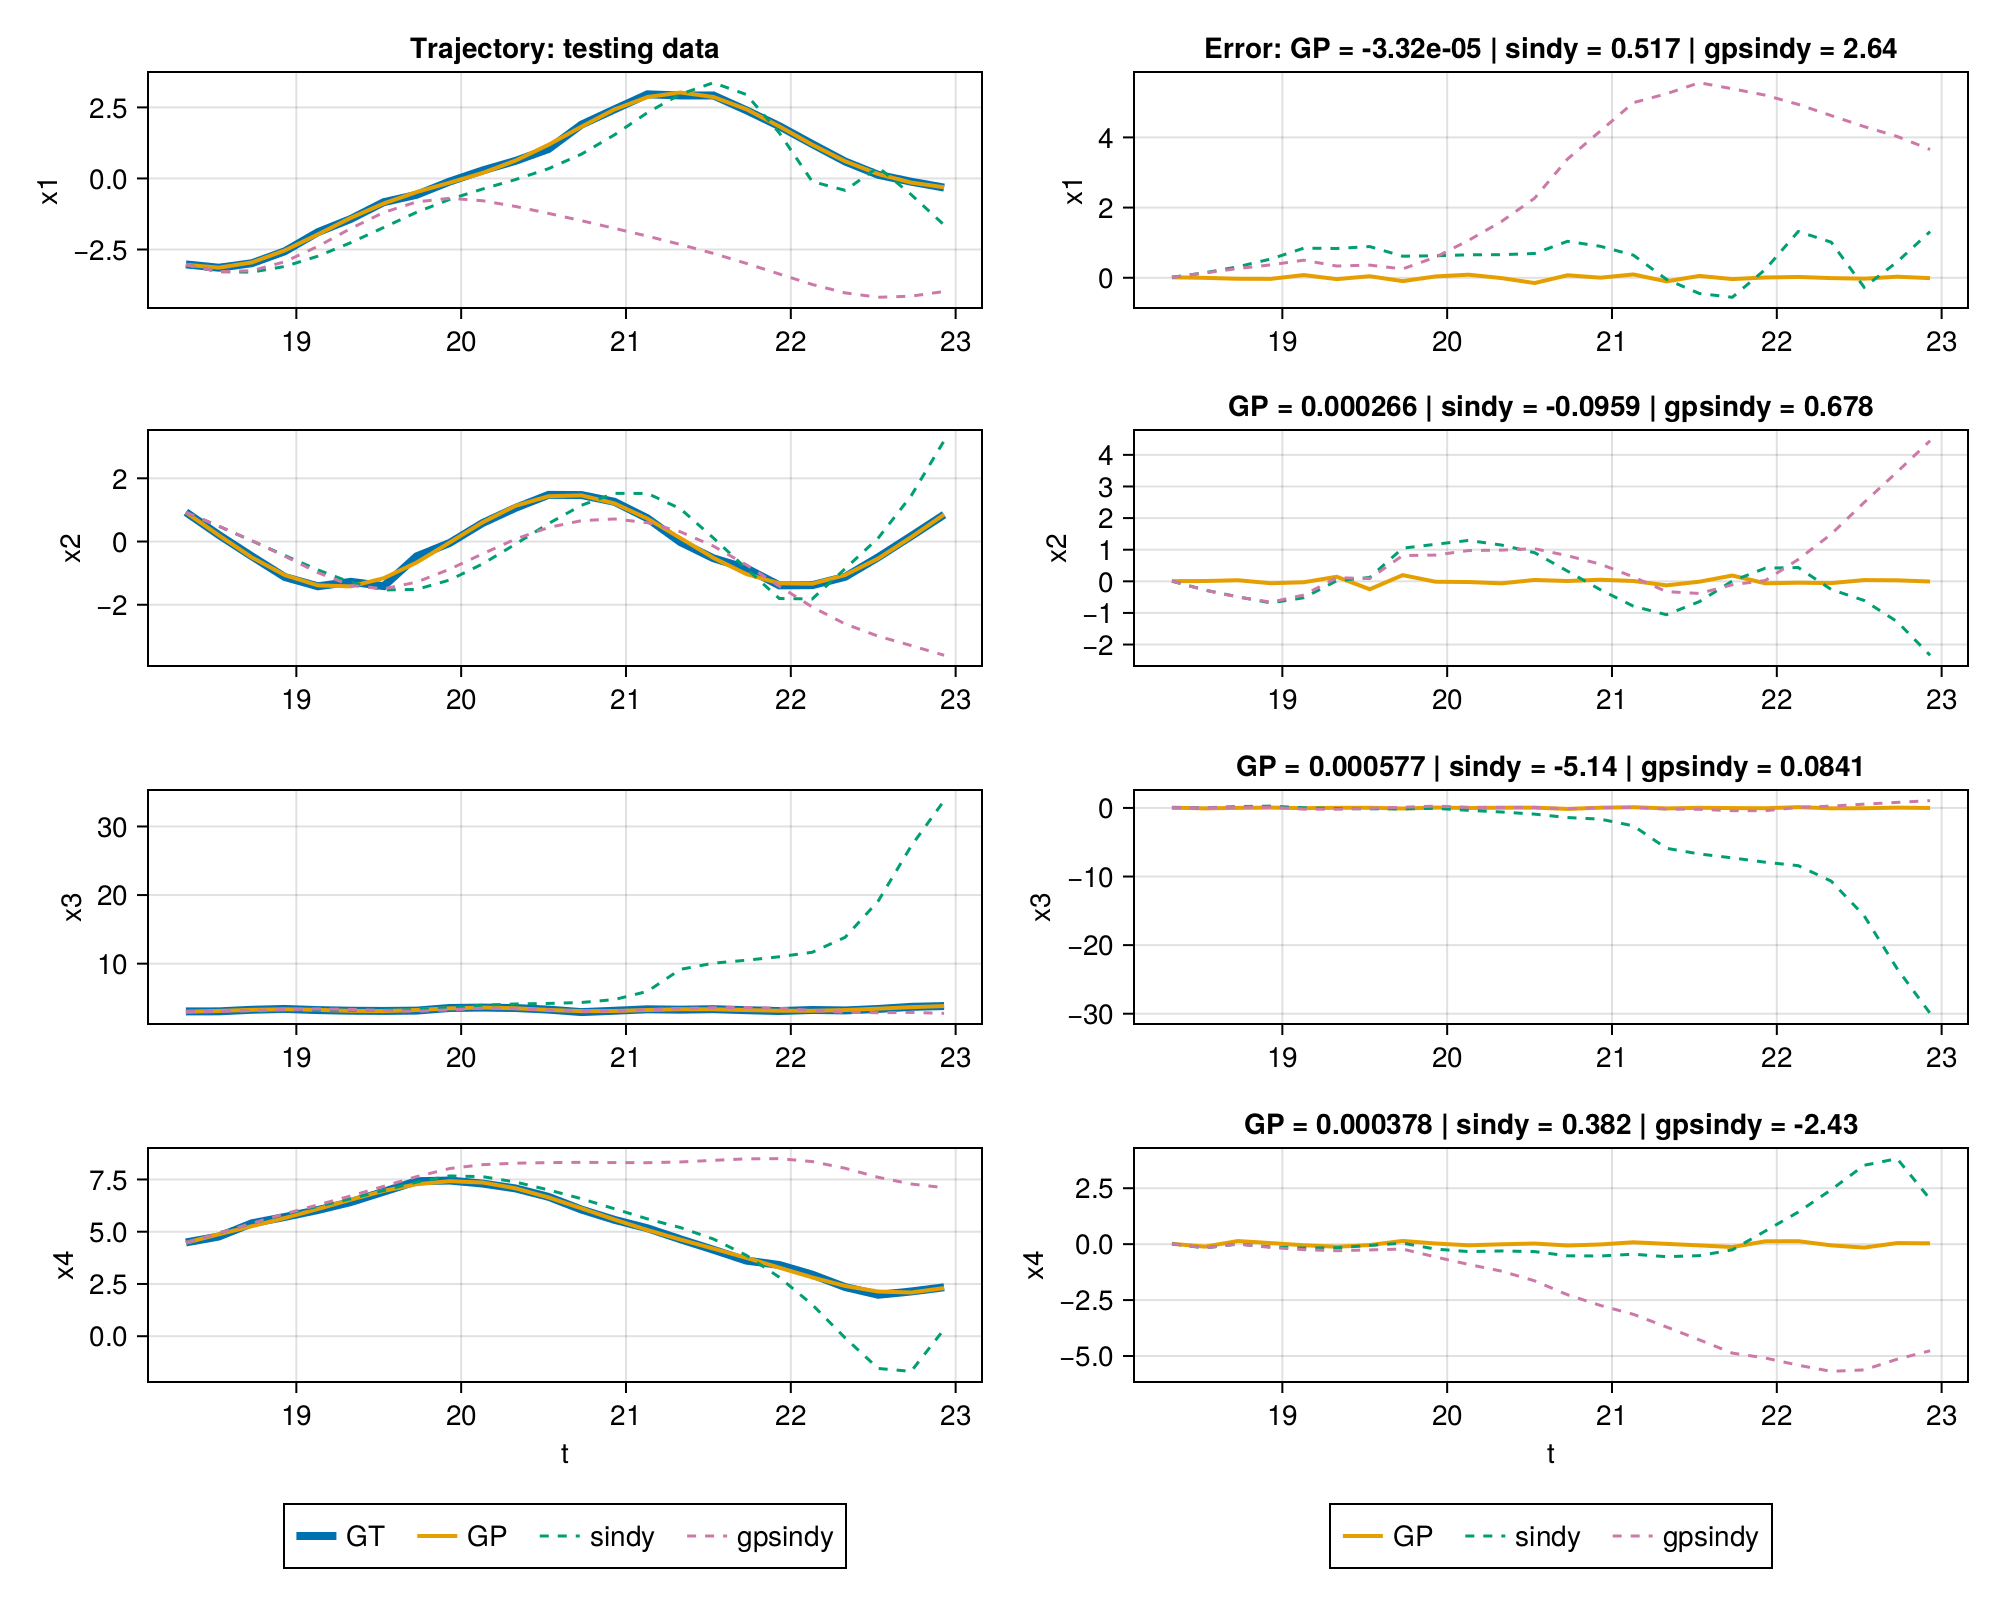 Trajectory: testing data
x1
2.5
0.0
−2.5
19 20 21 22 23
Error: GP = -3.32e-05 | sindy = 0.517 | gpsindy = 2.64
x1
4
2
0
19 20 21 22 23
x2
2
0
−2
19 20 21 22 23
GP = 0.000266 | sindy = -0.0959 | gpsindy = 0.678
x2
4
3
2
1
0
−1
−2
19 20 21 22 23
x3
30
20
10
19 20 21 22 23
GP = 0.000577 | sindy = -5.14 | gpsindy = 0.0841
x3
0
−10
−20
−30
19 20 21 22 23
x4
7.5
5.0
2.5
0.0
19 20 21 22 23
t
GP = 0.000378 | sindy = 0.382 | gpsindy = -2.43
x4
2.5
0.0
−2.5
−5.0
19 20 21 22 23
t
GT GP sindy gpsindy
GP sindy gpsindy